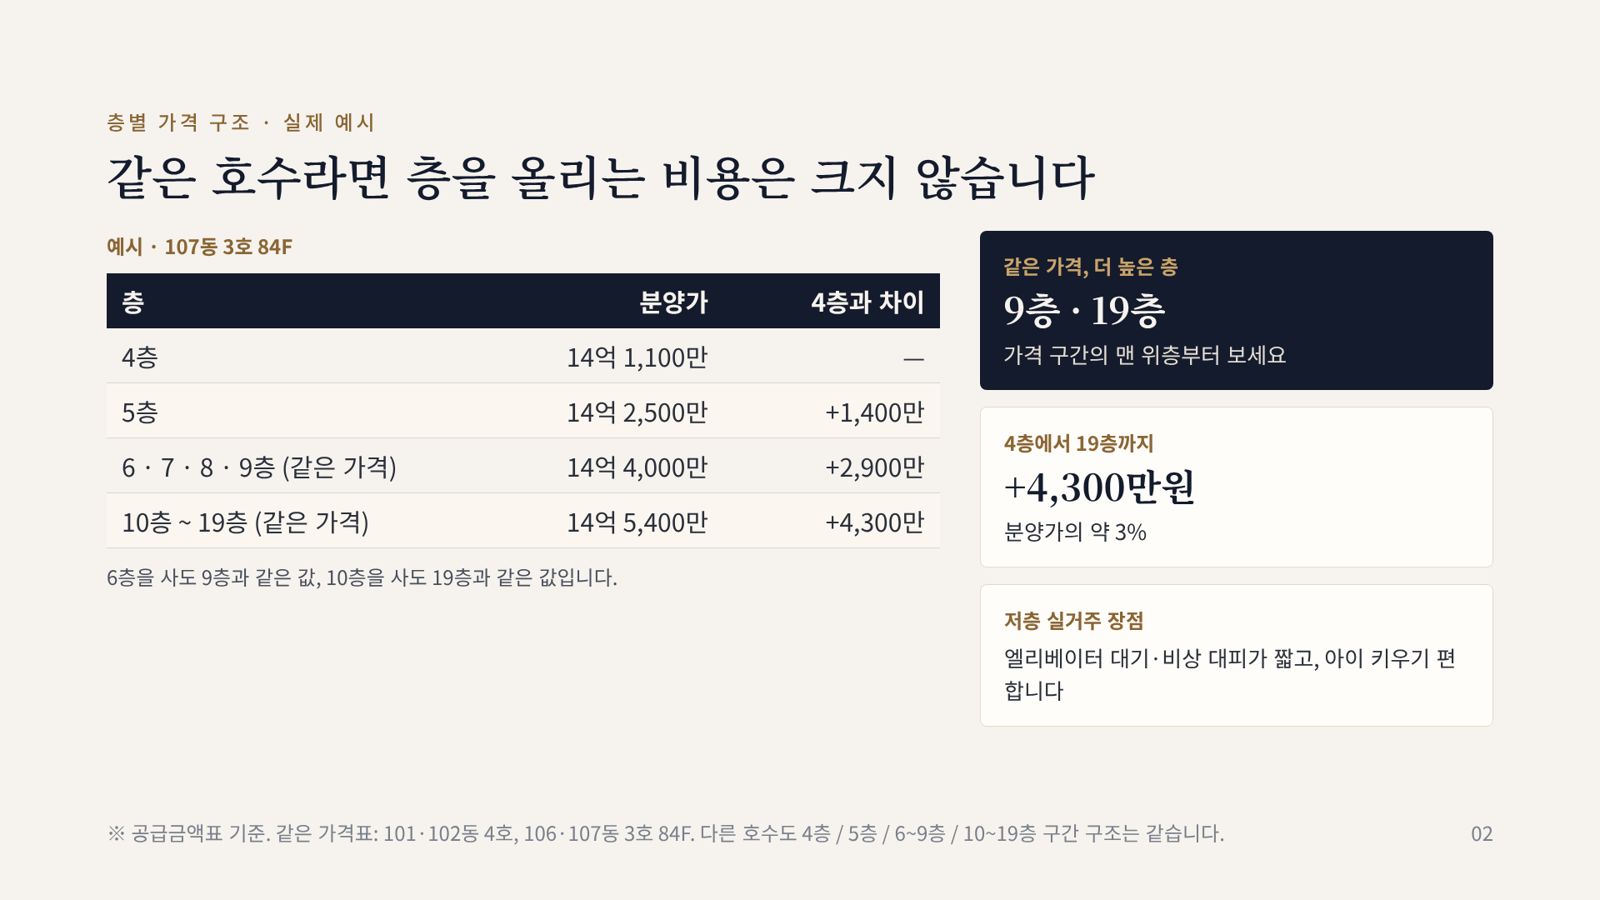 층별 가격 구조 · 실제 예시
같은 호수라면 층을 올리는 비용은 크지 않습니다
예시 · 107동 3호 84F
층 분양가 4층과 차이
4층 14억 1,100만 —
5층 14억 2,500만 +1,400만
6 · 7 · 8 · 9층 (같은 가격) 14억 4,000만 +2,900만
10층 ~ 19층 (같은 가격) 14억 5,400만 +4,300만
6층을 사도 9층과 같은 값, 10층을 사도 19층과 같은 값입니다.
같은 가격, 더 높은 층
9층 · 19층
가격 구간의 맨 위층부터 보세요
4층에서 19층까지
+4,300만원
분양가의 약 3%
저층 실거주 장점
엘리베이터 대기·비상 대피가 짧고, 아이 키우기 편
합니다
※ 공급금액표 기준. 같은 가격표: 101·102동 4호, 106·107동 3호 84F. 다른 호수도 4층 / 5층 / 6~9층 / 10~19층 구간 구조는 같습니다.
02